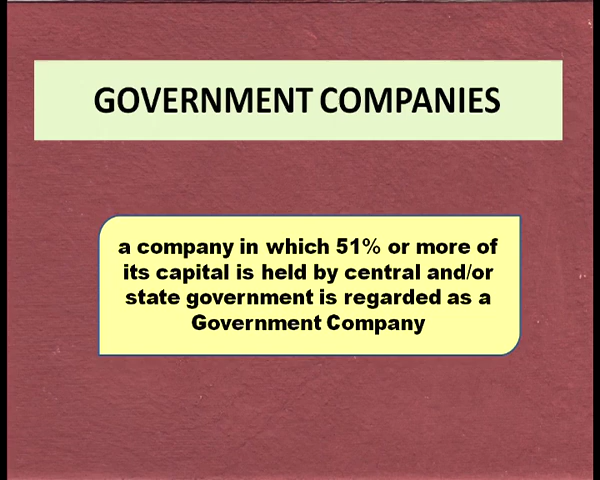 GOVERNMENT COMPANIES
a company in which 51% or more of
its capital is held by central and/or
state government is regarded as a
Government Company